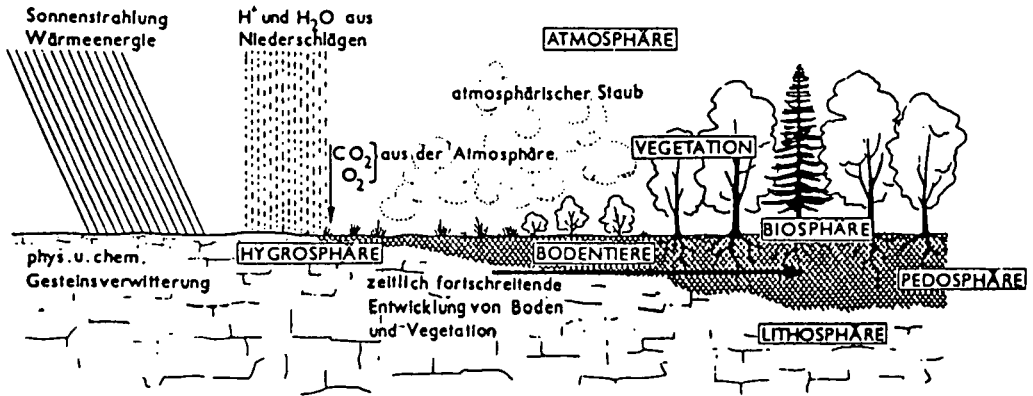 Sonnenstrahlung
Wärmeenergie
H⁺ und H₂O aus
Niederschlägen
ATMOSPHÄRE
atmosphärischer Staub
CO₂
O₂
aus der Atmosphäre
VEGETATION
BIOSPHÄRE
HYGROSPHÄRE
BODENTIERE
PEDOSPHÄRE
phys. u. chem.
Gesteinsverwitterung
zeitlich fortschreitende
Entwicklung von Boden
und Vegetation
LITHOSPHÄRE